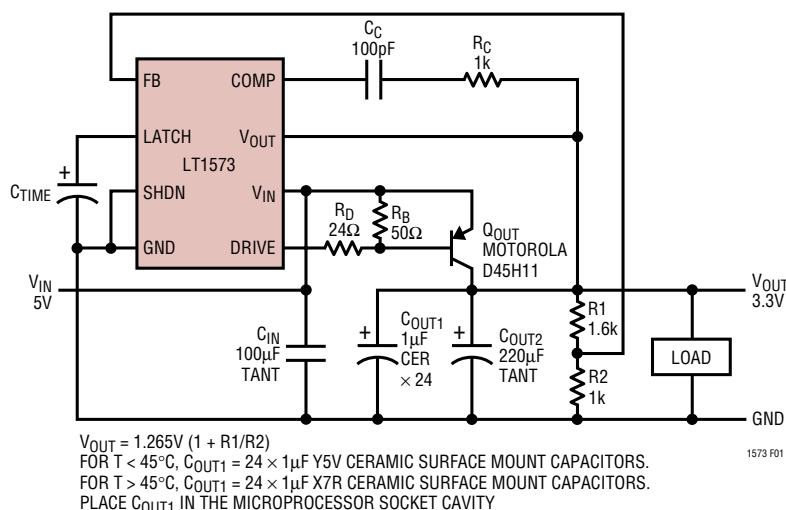 C_C
100pF
R_C
1k
FB
COMP
LATCH
V_OUT
LT1573
+
C_TIME
SHDN
V_IN
GND
DRIVE
R_D
24Ω
R_B
50Ω
Q_OUT
MOTOROLA
D45H11
V_IN
5V
V_OUT
3.3V
C_IN
100µF
TANT
+
C_OUT1
1µF
CER
× 24
+
C_OUT2
220µF
TANT
R1
1.6k
R2
1k
LOAD
GND
V_OUT = 1.265V (1 + R1/R2)
FOR T < 45°C, C_OUT1 = 24 × 1µF Y5V CERAMIC SURFACE MOUNT CAPACITORS.
FOR T > 45°C, C_OUT1 = 24 × 1µF X7R CERAMIC SURFACE MOUNT CAPACITORS.
PLACE C_OUT1 IN THE MICROPROCESSOR SOCKET CAVITY
1573 F01